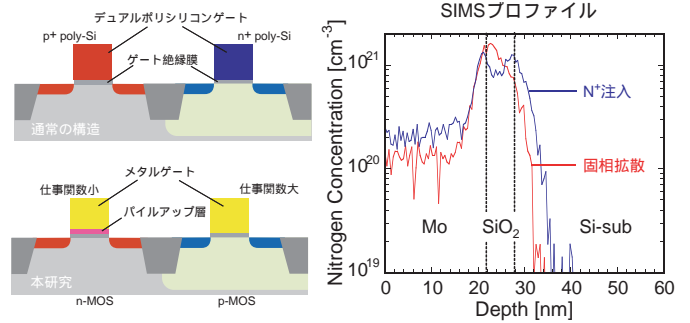 デュアルポリシリコンゲート
p+ poly-Si
n+ poly-Si
ゲート絶縁膜
通常の構造
メタルゲート
仕事関数小
仕事関数大
パイルアップ層
本研究
n-MOS
p-MOS
SIMSプロファイル
Nitrogen Concentration [cm-3]
10²¹
10²⁰
10¹⁹
N⁺注入
固相拡散
Mo
SiO₂
Si-sub
0 10 20 30 40 50 60
Depth [nm]